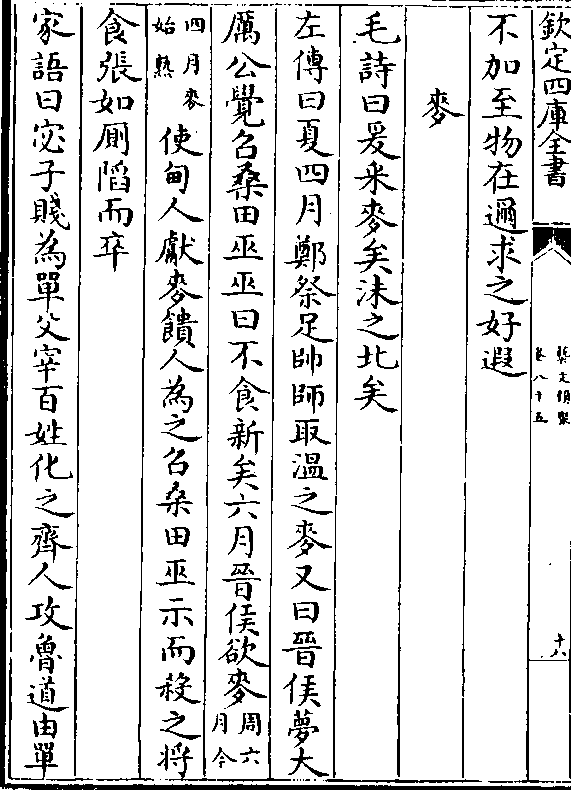 欽定四庫全書
藝文類聚
卷八十五
十八
不加至物在邇求之好遐
麥
毛詩曰爰采麥矣沬之北矣
左傳曰夏四月鄭祭足帥師取溫之麥又曰晉侯夢大
厲公覺召桑田巫巫曰不食新矣六月晉侯欲麥周六月今
四月麥始熟使甸人獻麥饋人為之召桑田巫示而殺之將
食張如厠䧟而卒
家語曰宓子賤為單父宰百姓化之齊人攻魯道由單